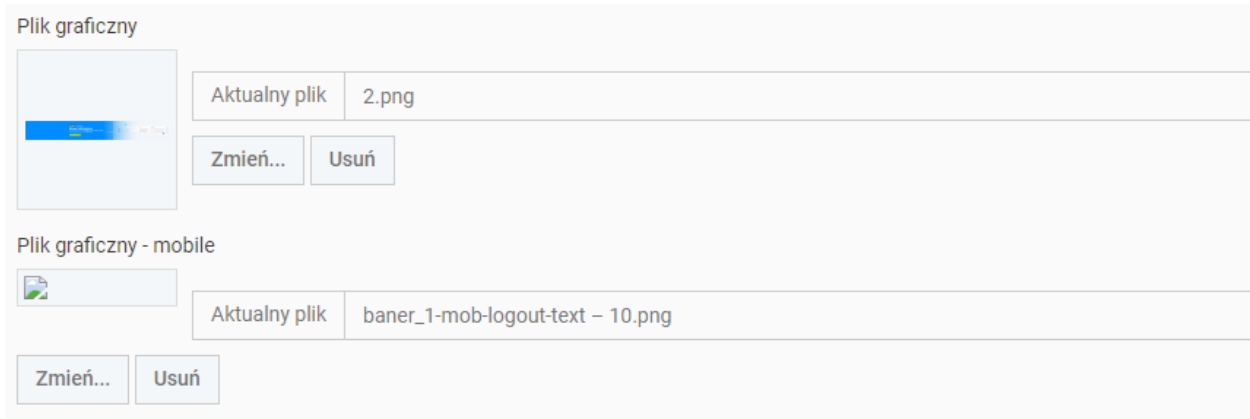 Plik graficzny
Aktualny plik 2.png
Zmień... Usuń
Plik graficzny - mobile
Aktualny plik baner_1-mob-logout-text – 10.png
Zmień... Usuń